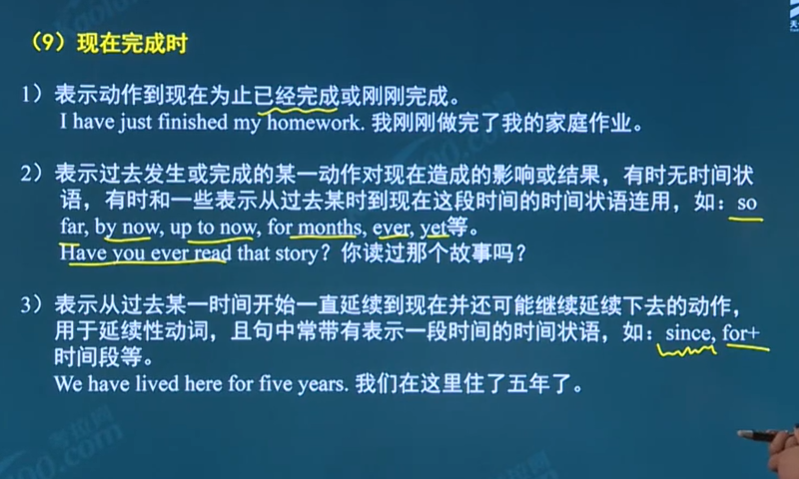 （9）现在完成时
1）表示动作到现在为止已经完成或刚刚完成。
I have just finished my homework. 我刚刚做完了我的家庭作业。
2）表示过去发生或完成的某一动作对现在造成的影响或结果，有时无时间状
语，有时和一些表示从过去某时到现在这段时间的时间状语连用，如：so
far, by now, up to now, for months, ever, yet等。
Have you ever read that story？你读过那个故事吗？
3）表示从过去某一时间开始一直延续到现在并还可能继续延续下去的动作，
用于延续性动词，且句中常带有表示一段时间的时间状语，如：since, for+
时间段等。
We have lived here for five years. 我们在这里住了五年了。